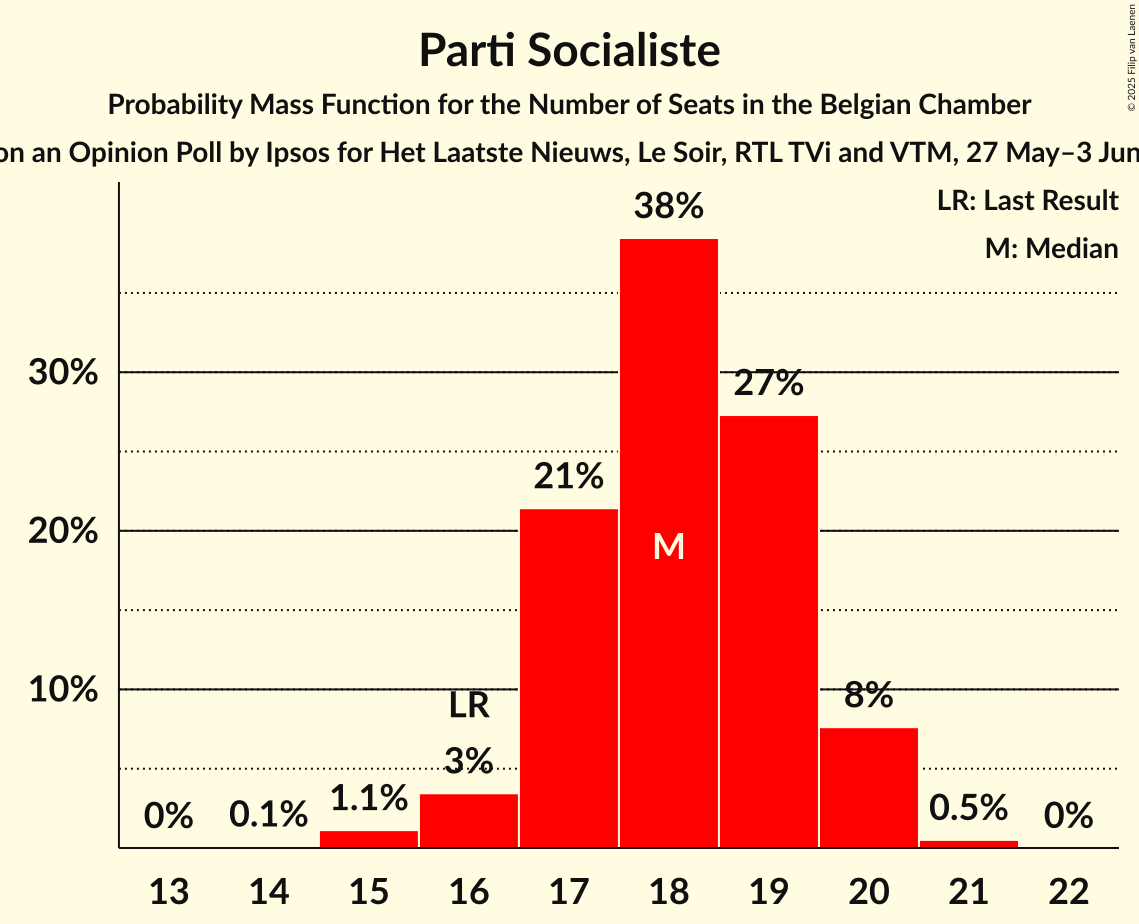 Parti Socialiste
Probability Mass Function for the Number of Seats in the Belgian Chamber
on an Opinion Poll by Ipsos for Het Laatste Nieuws, Le Soir, RTL TVi and VTM, 27 May–3 Jun
© 2025 Filip van Laenen
LR: Last Result
M: Median
38%
30%
27%
21%
20%
M
10%
LR
8%
3%
0%
0.1%
1.1%
0.5%
0%
13 14 15 16 17 18 19 20 21 22